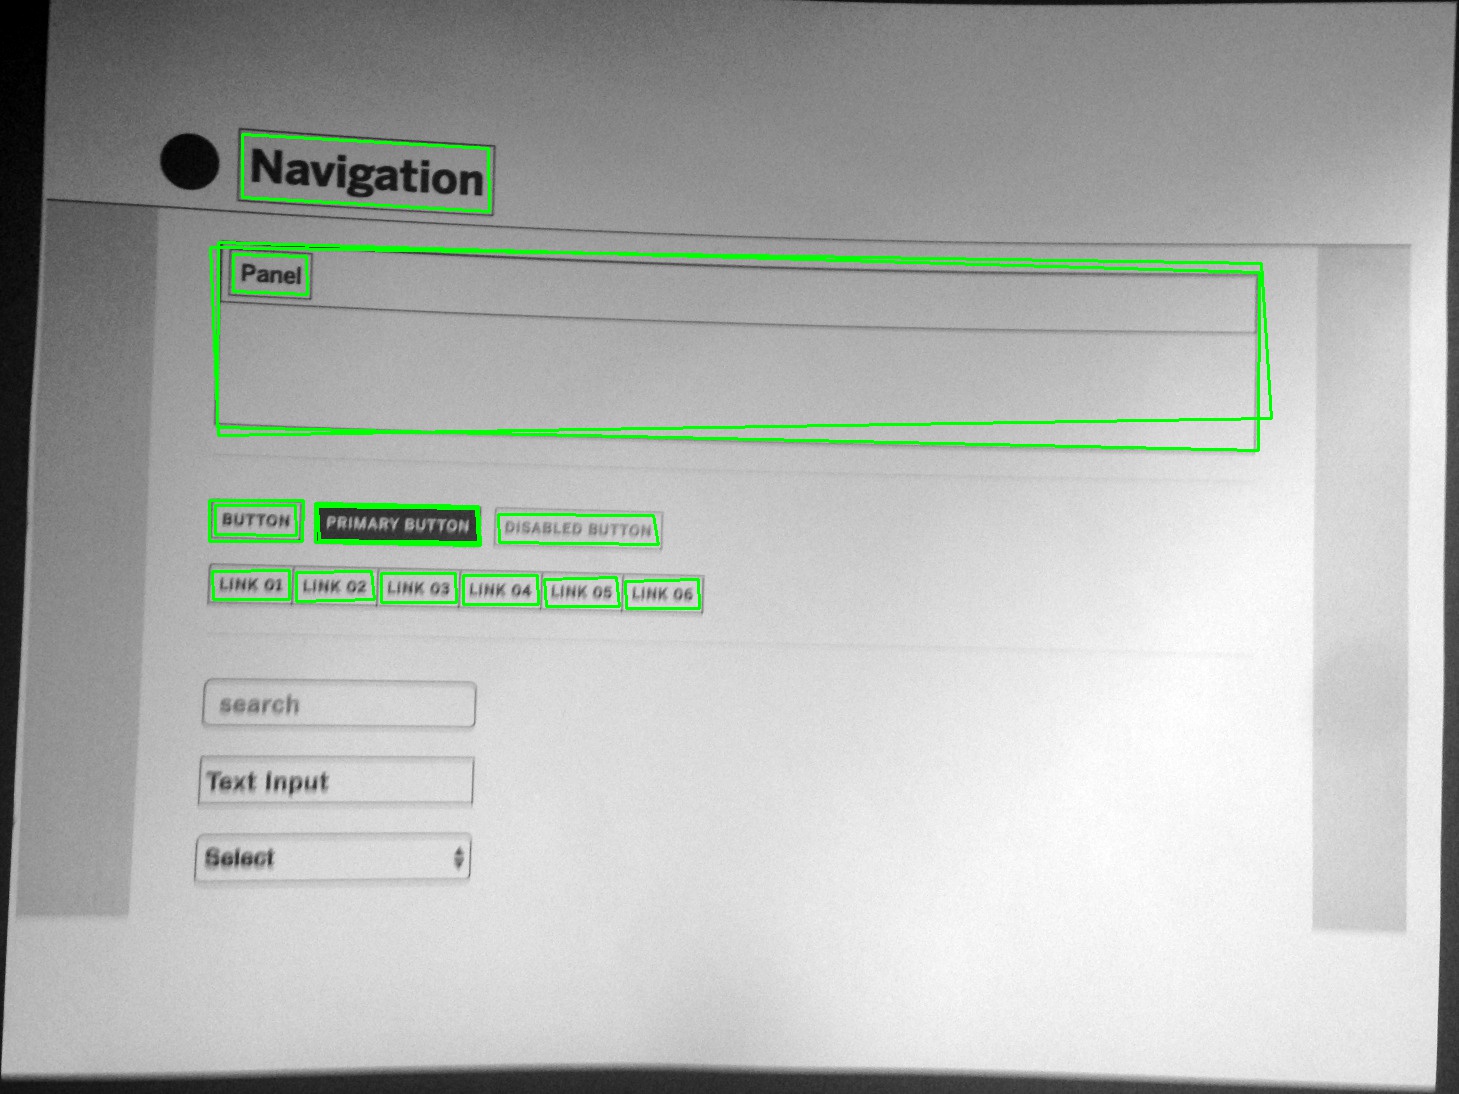 Navigation
Panel
BUTTON PRIMARY BUTTON DISABLED BUTTON
LINK 01 LINK 02 LINK 03 LINK 04 LINK 05 LINK 06
search
Text Input
Select